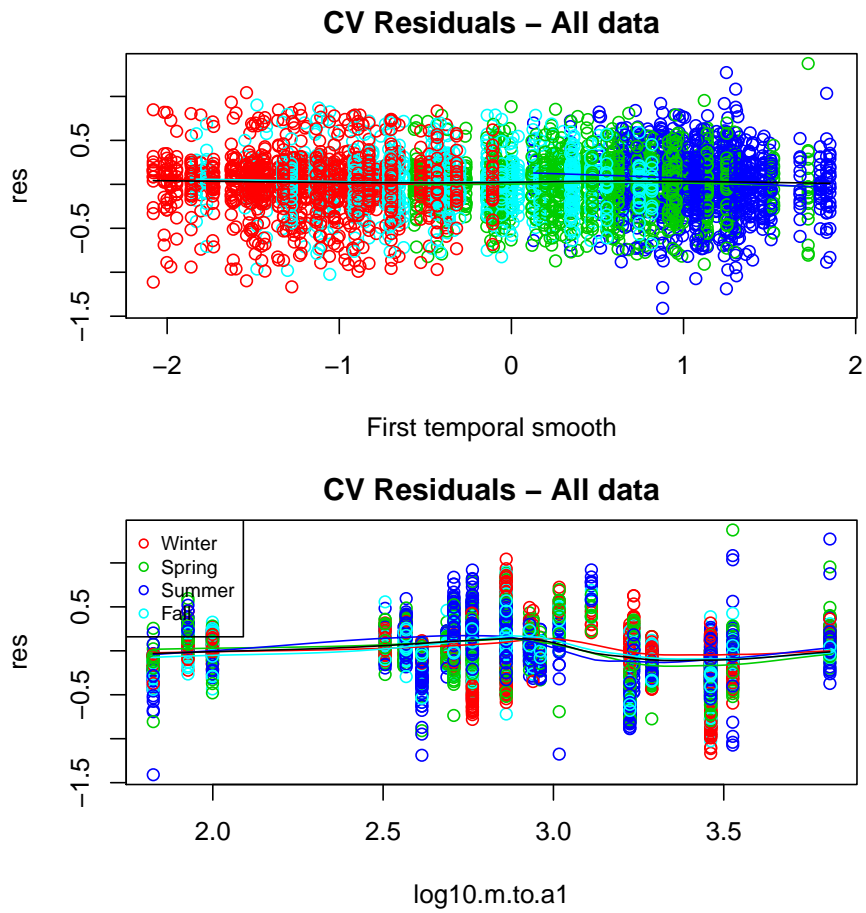 CV Residuals − All data
res
0.5
−0.5
−1.5
−2
−1
0
1
2
First temporal smooth
CV Residuals − All data
res
0.5
−0.5
−1.5
Winter
Spring
Summer
Fall
2.0
2.5
3.0
3.5
log10.m.to.a1